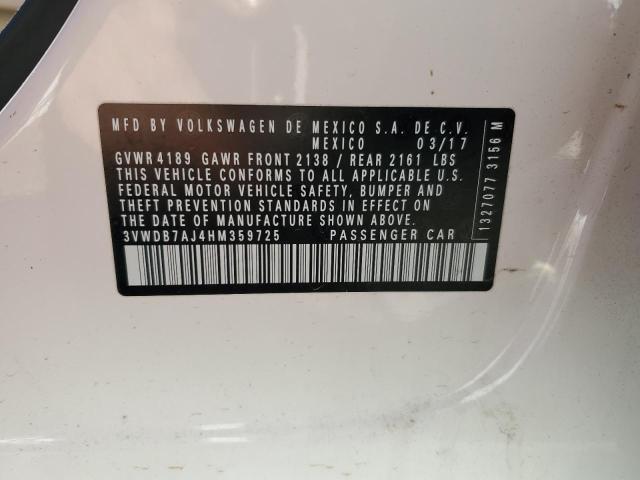 MFD BY VOLKSWAGEN DE MEXICO S.A. DE C.V.
MEXICO 03/17
GVWR 4189 GAWR FRONT 2138 / REAR 2161 LBS
THIS VEHICLE CONFORMS TO ALL APPLICABLE U.S.
FEDERAL MOTOR VEHICLE SAFETY, BUMPER AND
THEFT PREVENTION STANDARDS IN EFFECT ON
THE DATE OF MANUFACTURE SHOWN ABOVE.
3VWDB7AJ4HM359725 PASSENGER CAR
13270777 3156 M